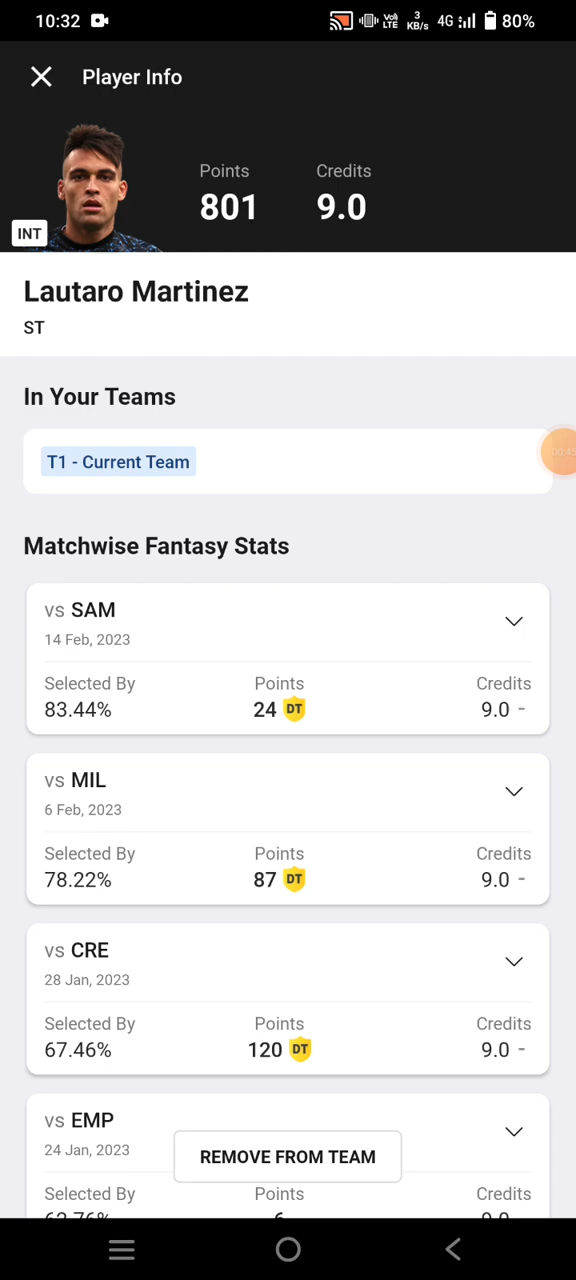 10:32 Vo)) LTE 3 KB/s 4G 80%
Player Info
Points Credits
801 9.0
INT
Lautaro Martinez
ST
In Your Teams
T1 - Current Team
00:45
Matchwise Fantasy Stats
vs SAM
14 Feb, 2023
Selected By Points Credits
83.44% 24 DT 9.0 -
vs MIL
6 Feb, 2023
Selected By Points Credits
78.22% 87 DT 9.0 -
vs CRE
28 Jan, 2023
Selected By Points Credits
67.46% 120 DT 9.0 -
vs EMP
24 Jan, 2023
REMOVE FROM TEAM
Selected By Points Credits